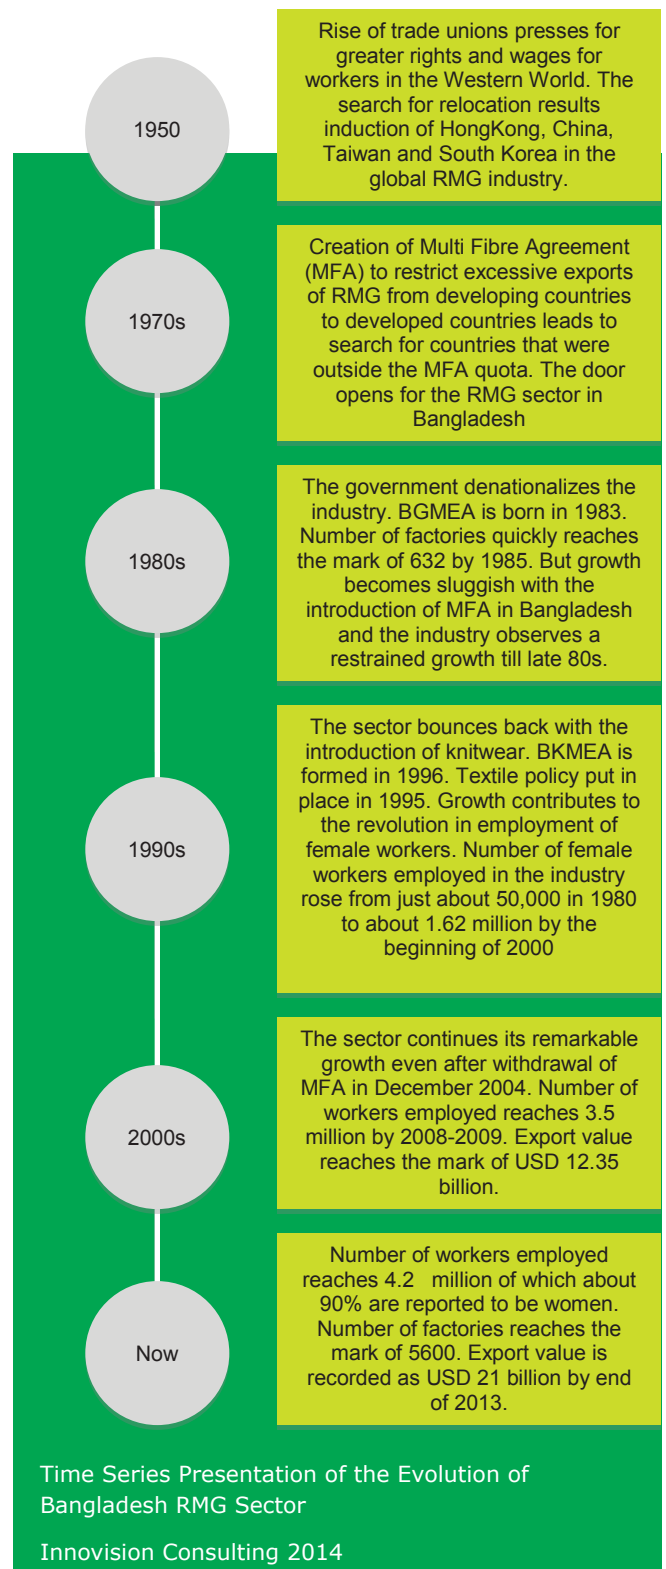 1950
Rise of trade unions presses for
greater rights and wages for
workers in the Western World. The
search for relocation results
induction of HongKong, China,
Taiwan and South Korea in the
global RMG industry.
1970s
Creation of Multi Fibre Agreement
(MFA) to restrict excessive exports
of RMG from developing countries
to developed countries leads to
search for countries that were
outside the MFA quota. The door
opens for the RMG sector in
Bangladesh
1980s
The government denationalizes the
industry. BGMEA is born in 1983.
Number of factories quickly reaches
the mark of 632 by 1985. But growth
becomes sluggish with the
introduction of MFA in Bangladesh
and the industry observes a
restrained growth till late 80s.
1990s
The sector bounces back with the
introduction of knitwear. BKMEA is
formed in 1996. Textile policy put in
place in 1995. Growth contributes to
the revolution in employment of
female workers. Number of female
workers employed in the industry
rose from just about 50,000 in 1980
to about 1.62 million by the
beginning of 2000
2000s
The sector continues its remarkable
growth even after withdrawal of
MFA in December 2004. Number of
workers employed reaches 3.5
million by 2008-2009. Export value
reaches the mark of USD 12.35
billion.
Now
Number of workers employed
reaches 4.2 million of which about
90% are reported to be women.
Number of factories reaches the
mark of 5600. Export value is
recorded as USD 21 billion by end
of 2013.
Time Series Presentation of the Evolution of
Bangladesh RMG Sector
Innovision Consulting 2014